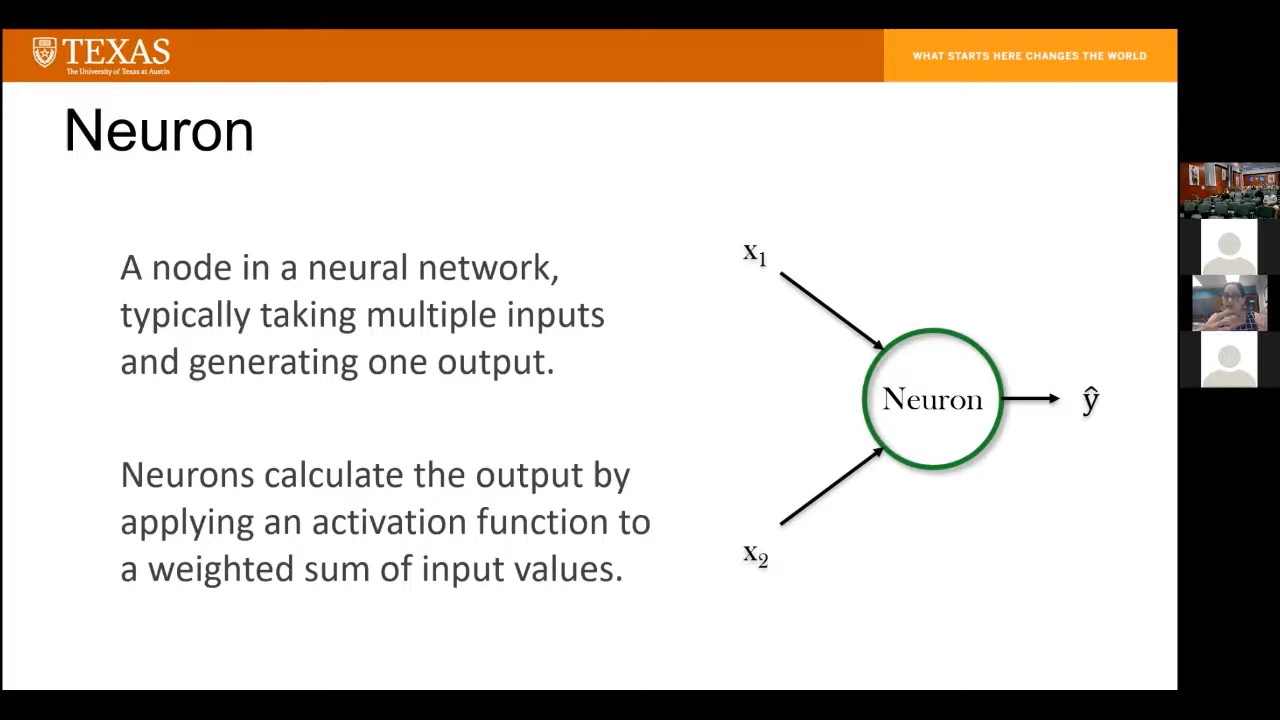 TEXAS
The University of Texas at Austin
WHAT STARTS HERE CHANGES THE WORLD
Neuron
A node in a neural network,
typically taking multiple inputs
and generating one output.
Neurons calculate the output by
applying an activation function to
a weighted sum of input values.
x₁
Neuron
ŷ
x₂